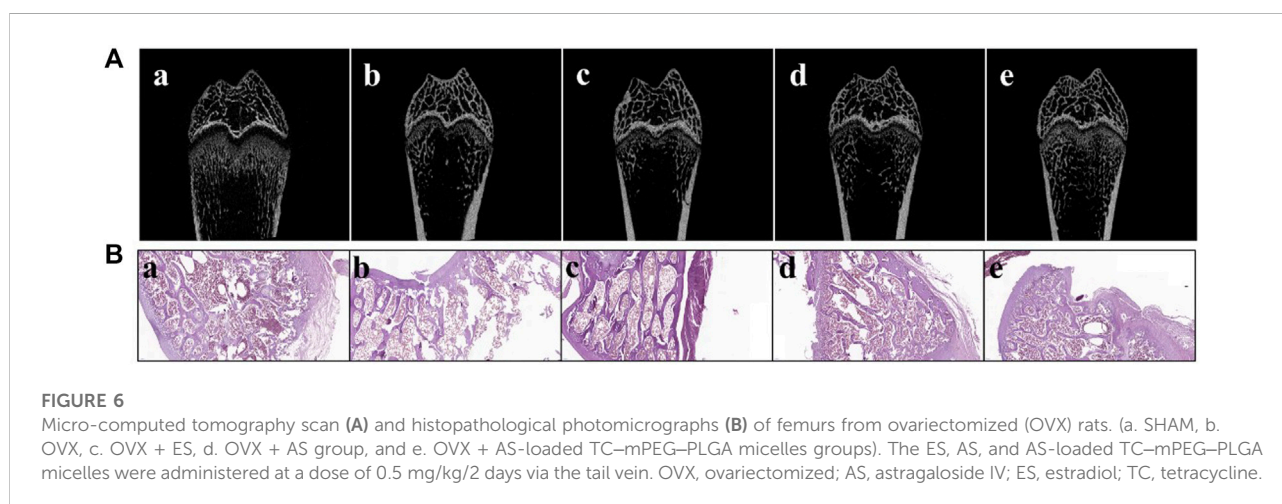 A
a b c d e
B
a b c d e
FIGURE 6
Micro-computed tomography scan (A) and histopathological photomicrographs (B) of femurs from ovariectomized (OVX) rats. (a. SHAM, b.
OVX, c. OVX + ES, d. OVX + AS group, and e. OVX + AS-loaded TC–mPEG–PLGA micelles groups). The ES, AS, and AS-loaded TC–mPEG–PLGA
micelles were administered at a dose of 0.5 mg/kg/2 days via the tail vein. OVX, ovariectomized; AS, astragaloside IV; ES, estradiol; TC, tetracycline.